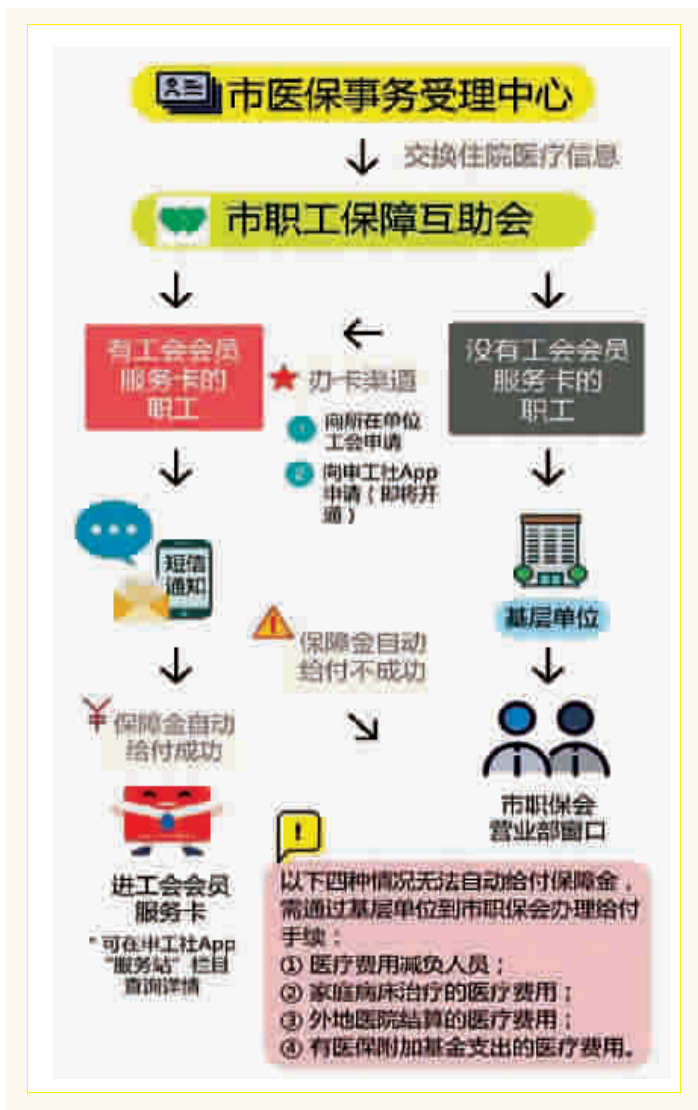 市医保事务受理中心
交换住院医疗信息
市职工保障互助会
有工会会员
服务卡的
职工
办卡渠道
1 向所在单位
工会申请
2 向申工社App
申请（即将开
通）
没有工会会员
服务卡的
职工
短信
通知
基层单位
保障金自动
给付不成功
¥ 保障金自动
给付成功
市职保会
营业部窗口
进工会会员
服务卡
*可在申工社App
“服务站”栏目
查询详情
!
以下四种情况无法自动给付保障金，
需通过基层单位到市职保会办理给付
手续：
① 医疗费用减负人员；
② 家庭病床治疗的医疗费用；
③ 外地医院结算的医疗费用；
④ 有医保附加基金支出的医疗费用。